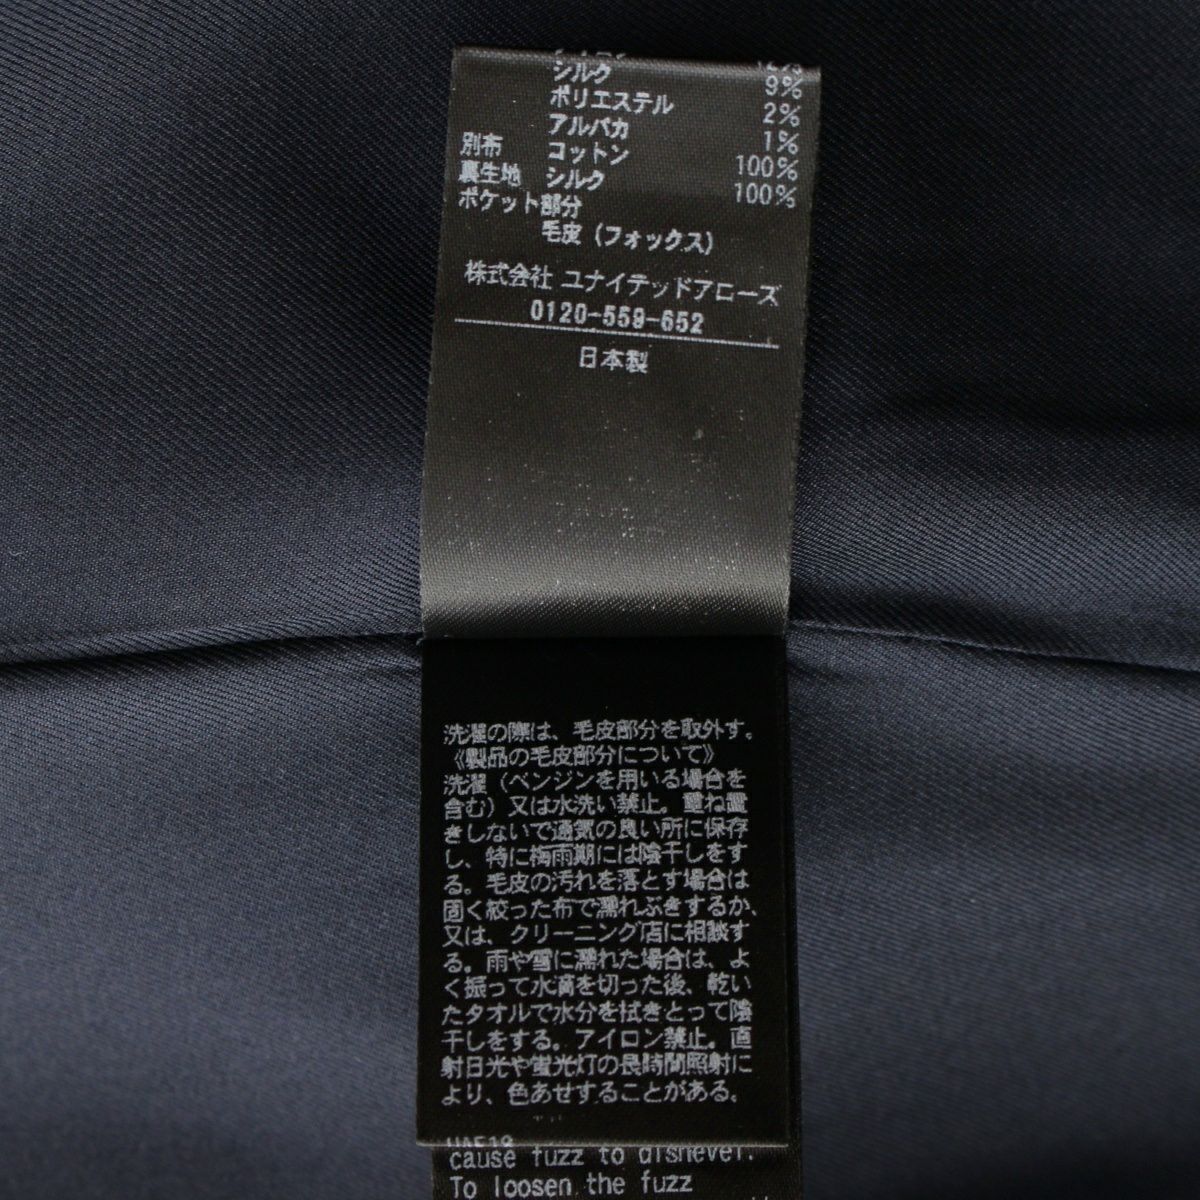 シルク 9%
ポリエステル 2%
アルパカ 1%
別布 コットン 100%
裏生地 シルク 100%
ポケット部分
毛皮（フォックス）
株式会社 ユナイテッドアローズ
0120-559-652
日本製
洗濯の際は、毛皮部分を取外す。
《製品の毛皮部分について》
洗濯（ベンジンを用いる場合を
含む）又は水洗い禁止。重ね置
きしないで通気の良い所に保存
し、特に梅雨期には陰干しをす
る。毛皮の汚れを落とす場合は
固く絞った布で濡れぶきするか、
又は、クリーニング店に相談す
る。雨や雪に濡れた場合は、よ
く振って水滴を切った後、乾い
たタオルで水分を拭きとって陰
干しをする。アイロン禁止。直
射日光や蛍光灯の長時間照射に
より、色あせすることがある。
cause fuzz to dishevel.
To loosen the fuzz